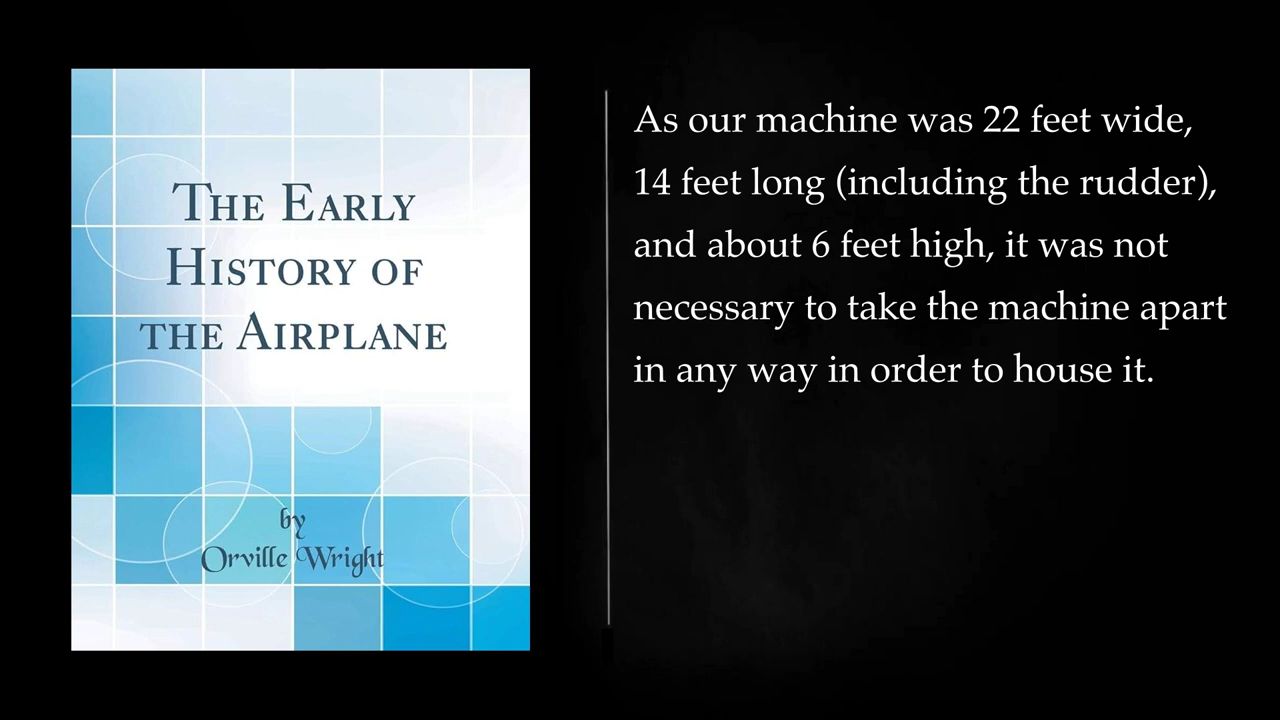 The Early
History of
the Airplane
by
Orville Wright
As our machine was 22 feet wide,
14 feet long (including the rudder),
and about 6 feet high, it was not
necessary to take the machine apart
in any way in order to house it.